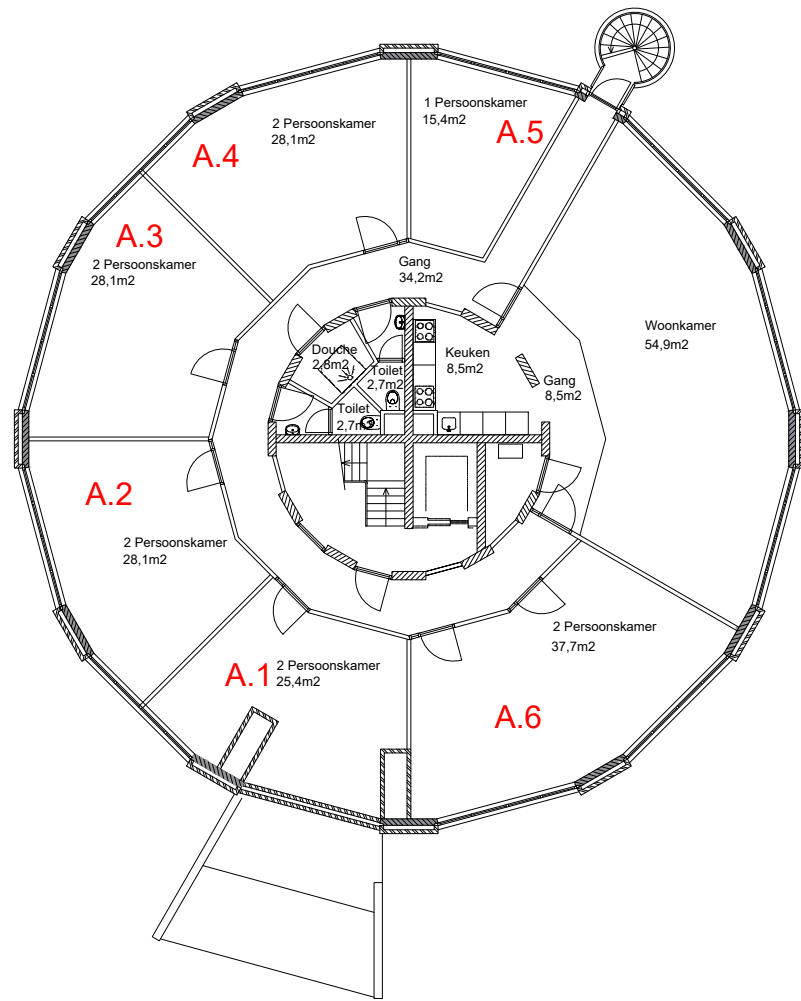 2 Persoonskamer
28,1m2
A.4
1 Persoonskamer
15,4m2
A.5
A.3
2 Persoonskamer
28,1m2
Gang
34,2m2
Woonkamer
54,9m2
Douche
2,8m2
Keuken
8,5m2
Toilet
2,7m2
Gang
8,5m2
Toilet
2,7m
A.2
2 Persoonskamer
28,1m2
2 Persoonskamer
37,7m2
A.1
2 Persoonskamer
25,4m2
A.6